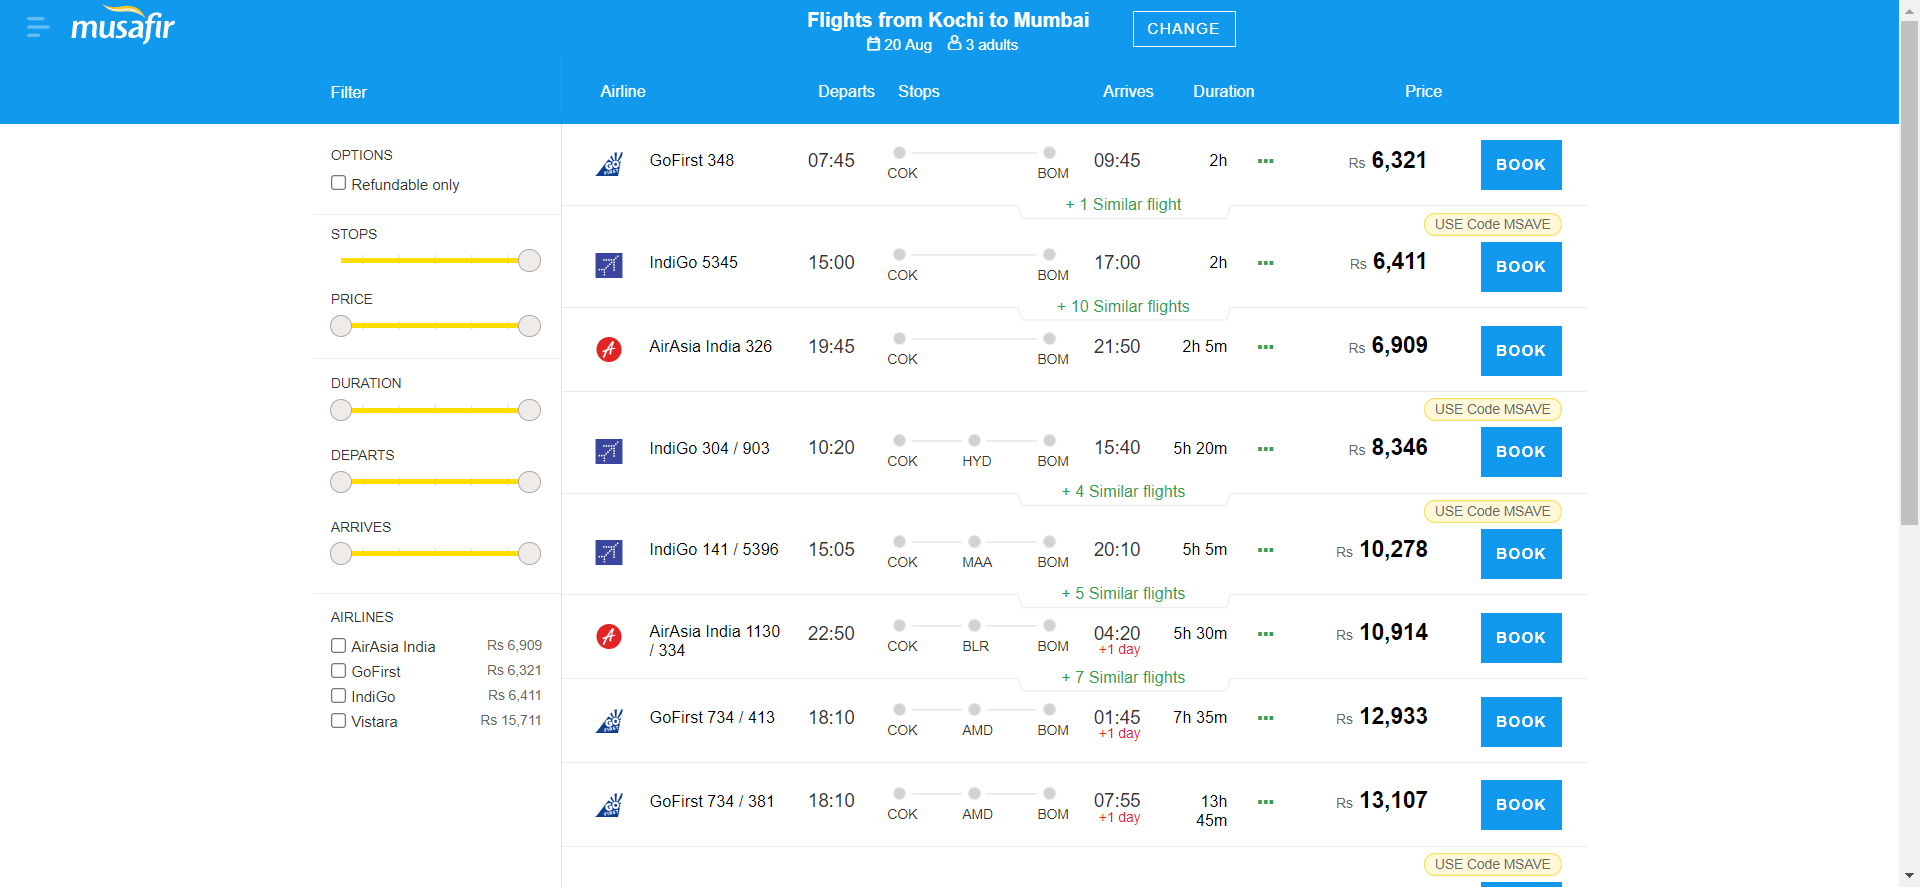 musafir
Flights from Kochi to Mumbai
20 Aug 3 adults
CHANGE
Filter
Airline Departs Stops Arrives Duration Price
OPTIONS
Refundable only
STOPS
PRICE
DURATION
DEPARTS
ARRIVES
AIRLINES
AirAsia India Rs 6,909
GoFirst Rs 6,321
IndiGo Rs 6,411
Vistara Rs 15,711
GoFirst 348 07:45 COK BOM 09:45 2h Rs 6,321 BOOK
+ 1 Similar flight
USE Code MSAVE
IndiGo 5345 15:00 COK BOM 17:00 2h Rs 6,411 BOOK
+ 10 Similar flights
AirAsia India 326 19:45 COK BOM 21:50 2h 5m Rs 6,909 BOOK
USE Code MSAVE
IndiGo 304 / 903 10:20 COK HYD BOM 15:40 5h 20m Rs 8,346 BOOK
+ 4 Similar flights
USE Code MSAVE
IndiGo 141 / 5396 15:05 COK MAA BOM 20:10 5h 5m Rs 10,278 BOOK
+ 5 Similar flights
AirAsia India 1130 22:50 COK BLR BOM 04:20 5h 30m Rs 10,914 BOOK
/ 334 +1 day
+ 7 Similar flights
GoFirst 734 / 413 18:10 COK AMD BOM 01:45 7h 35m Rs 12,933 BOOK
+1 day
GoFirst 734 / 381 18:10 COK AMD BOM 07:55 13h Rs 13,107 BOOK
+1 day 45m
USE Code MSAVE